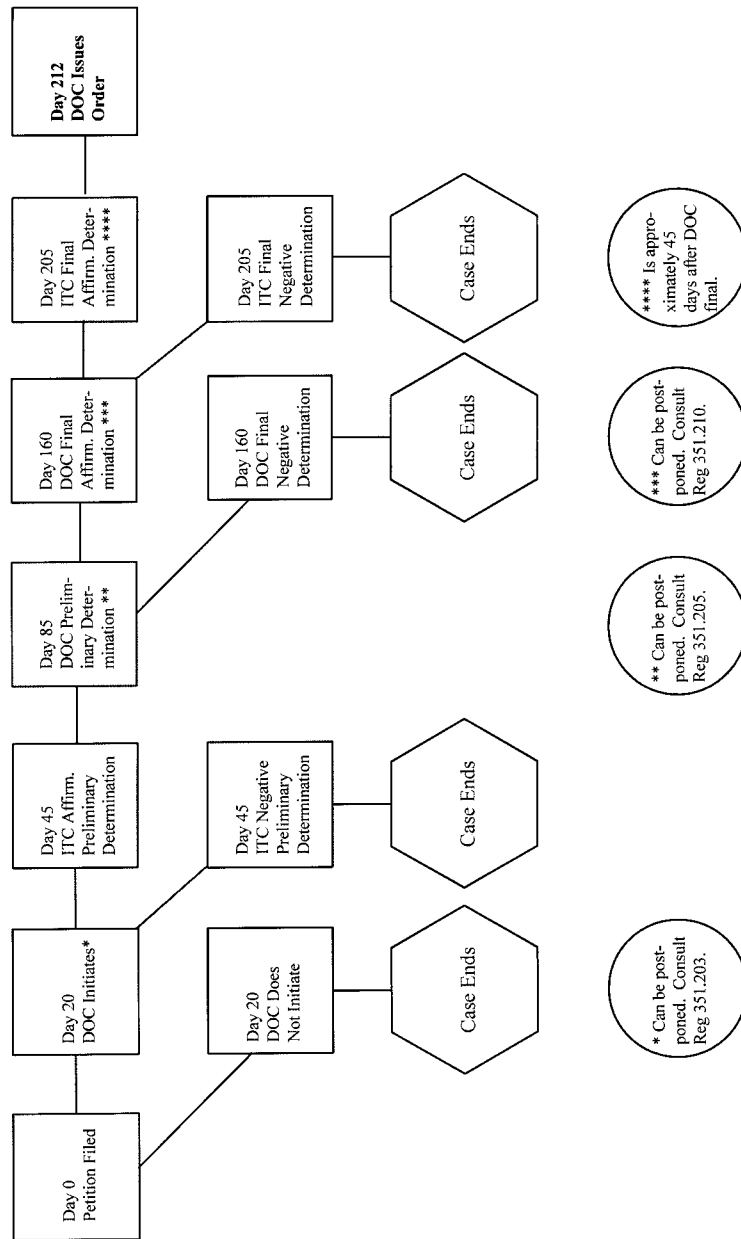 Day 0
Petition Filed
Day 20
DOC Initiates*
Day 45
ITC Affirm.
Preliminary
Determination
Day 85
DOC Prelim-
inary Deter-
mination **
Day 160
DOC Final
Affirm. Deter-
mination ***
Day 205
ITC Final
Affirm. Deter-
mination ****
Day 212
DOC Issues
Order
Day 20
DOC Does
Not Initiate
Day 45
ITC Negative
Preliminary
Determination
Day 160
DOC Final
Negative
Determination
Day 205
ITC Final
Negative
Determination
Case Ends
Case Ends
Case Ends
Case Ends
* Can be post-
poned. Consult
Reg 351.203.
** Can be post-
poned. Consult
Reg 351.205.
*** Can be post-
poned. Consult
Reg 351.210.
**** Is appro-
ximately 45
days after DOC
final.